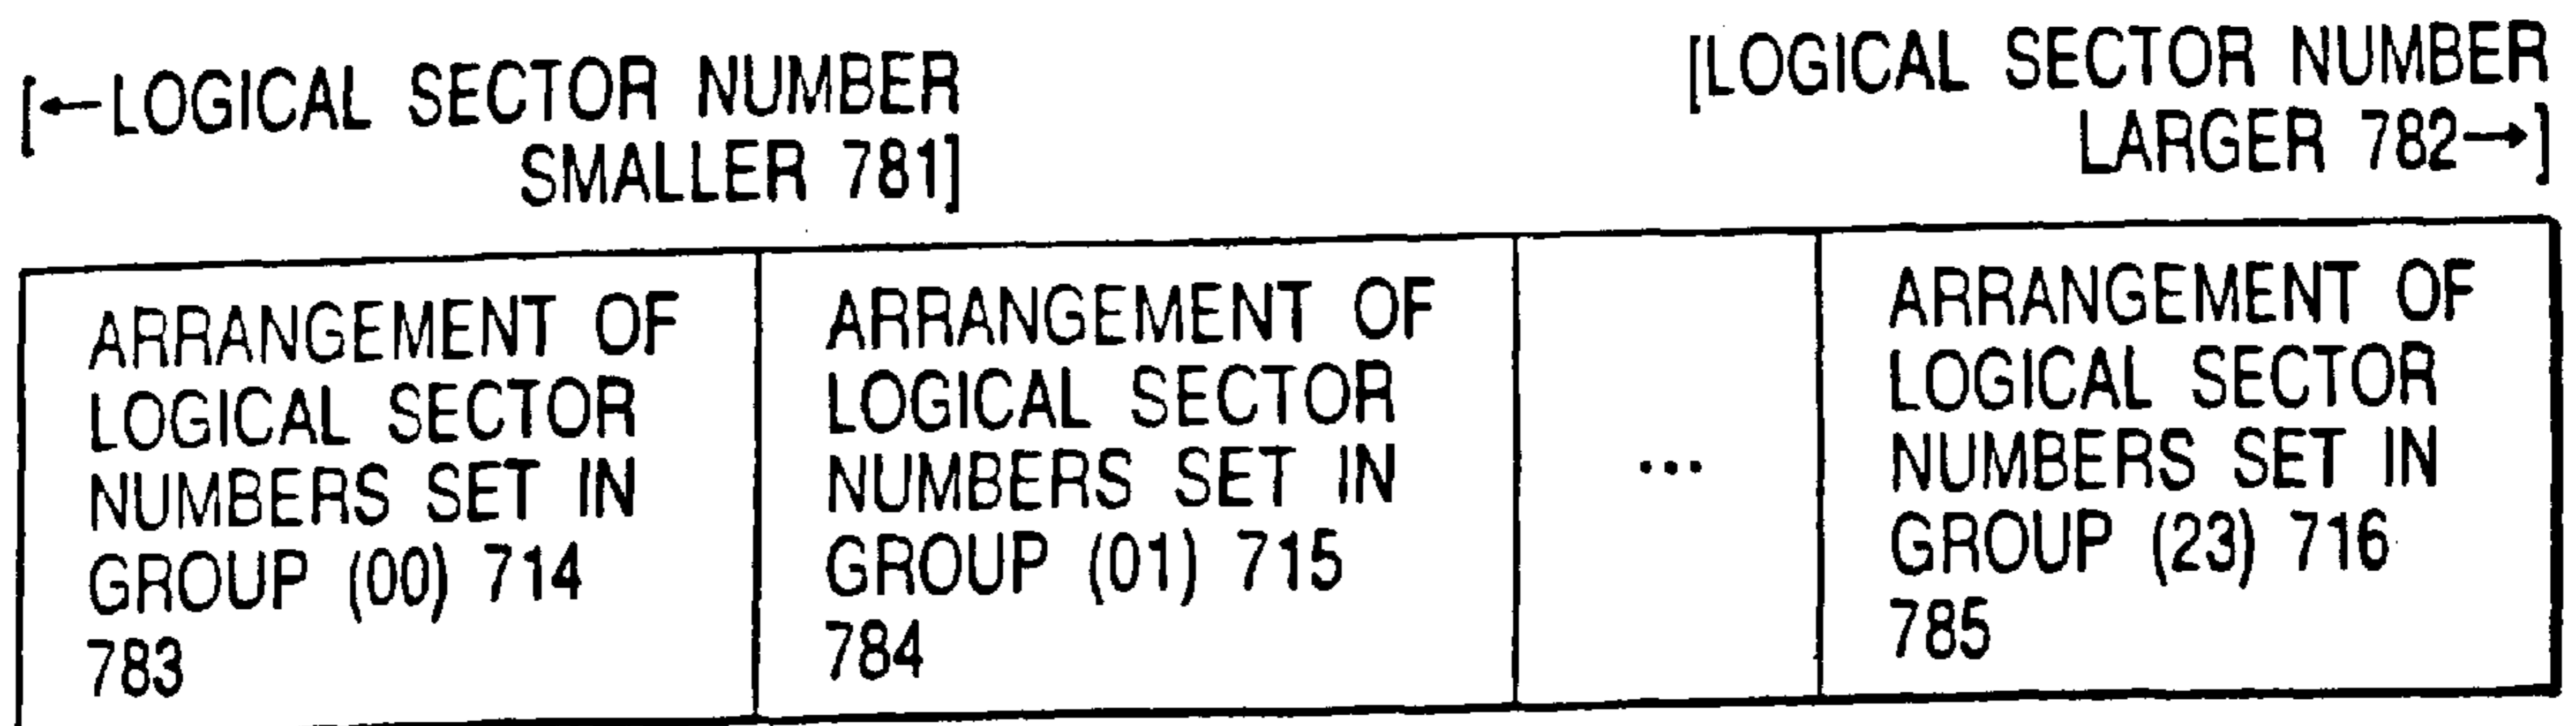 [←LOGICAL SECTOR NUMBER
SMALLER 781]
[LOGICAL SECTOR NUMBER
LARGER 782→]
ARRANGEMENT OF
LOGICAL SECTOR
NUMBERS SET IN
GROUP (00) 714
783
ARRANGEMENT OF
LOGICAL SECTOR
NUMBERS SET IN
GROUP (01) 715
784
...
ARRANGEMENT OF
LOGICAL SECTOR
NUMBERS SET IN
GROUP (23) 716
785